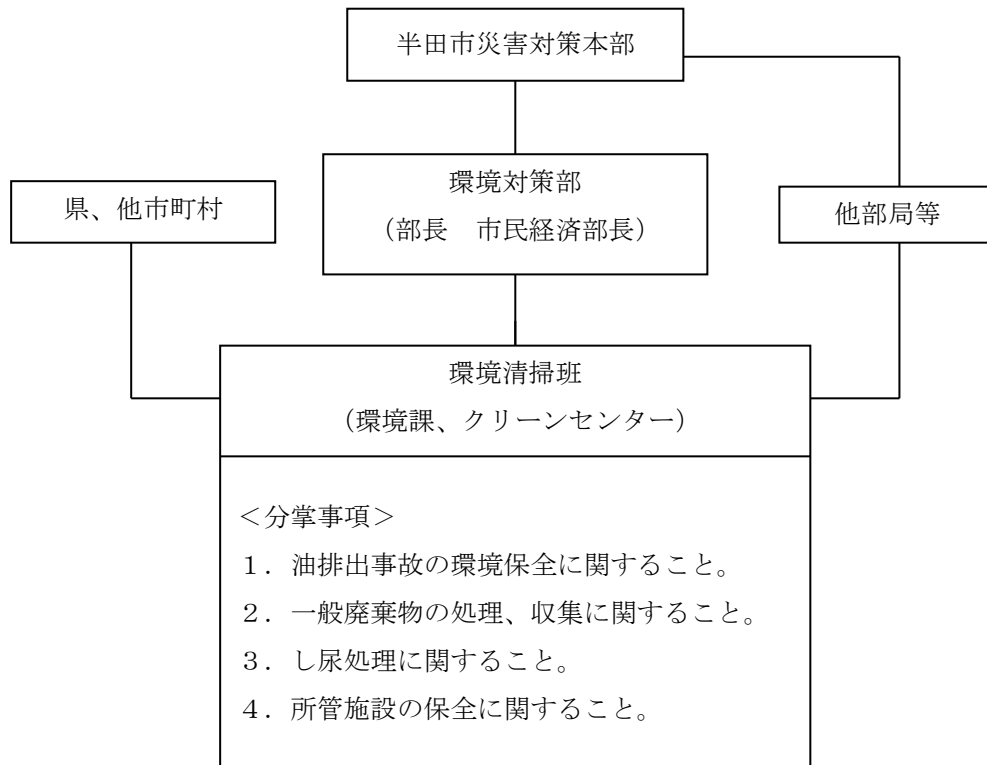 半田市災害対策本部
環境対策部
（部長　市民経済部長）
県、他市町村
他部局等
環境清掃班
（環境課、クリーンセンター）
＜分掌事項＞
１．油排出事故の環境保全に関すること。
２．一般廃棄物の処理、収集に関すること。
３．し尿処理に関すること。
４．所管施設の保全に関すること。